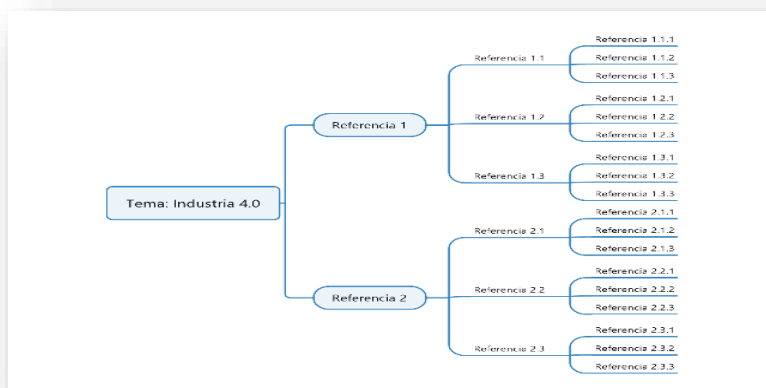 Tema: Industria 4.0
Referencia 1
Referencia 1.1
Referencia 1.1.1
Referencia 1.1.2
Referencia 1.1.3
Referencia 1.2
Referencia 1.2.1
Referencia 1.2.2
Referencia 1.2.3
Referencia 1.3
Referencia 1.3.1
Referencia 1.3.2
Referencia 1.3.3
Referencia 2
Referencia 2.1
Referencia 2.1.1
Referencia 2.1.2
Referencia 2.1.3
Referencia 2.2
Referencia 2.2.1
Referencia 2.2.2
Referencia 2.2.3
Referencia 2.3
Referencia 2.3.1
Referencia 2.3.2
Referencia 2.3.3